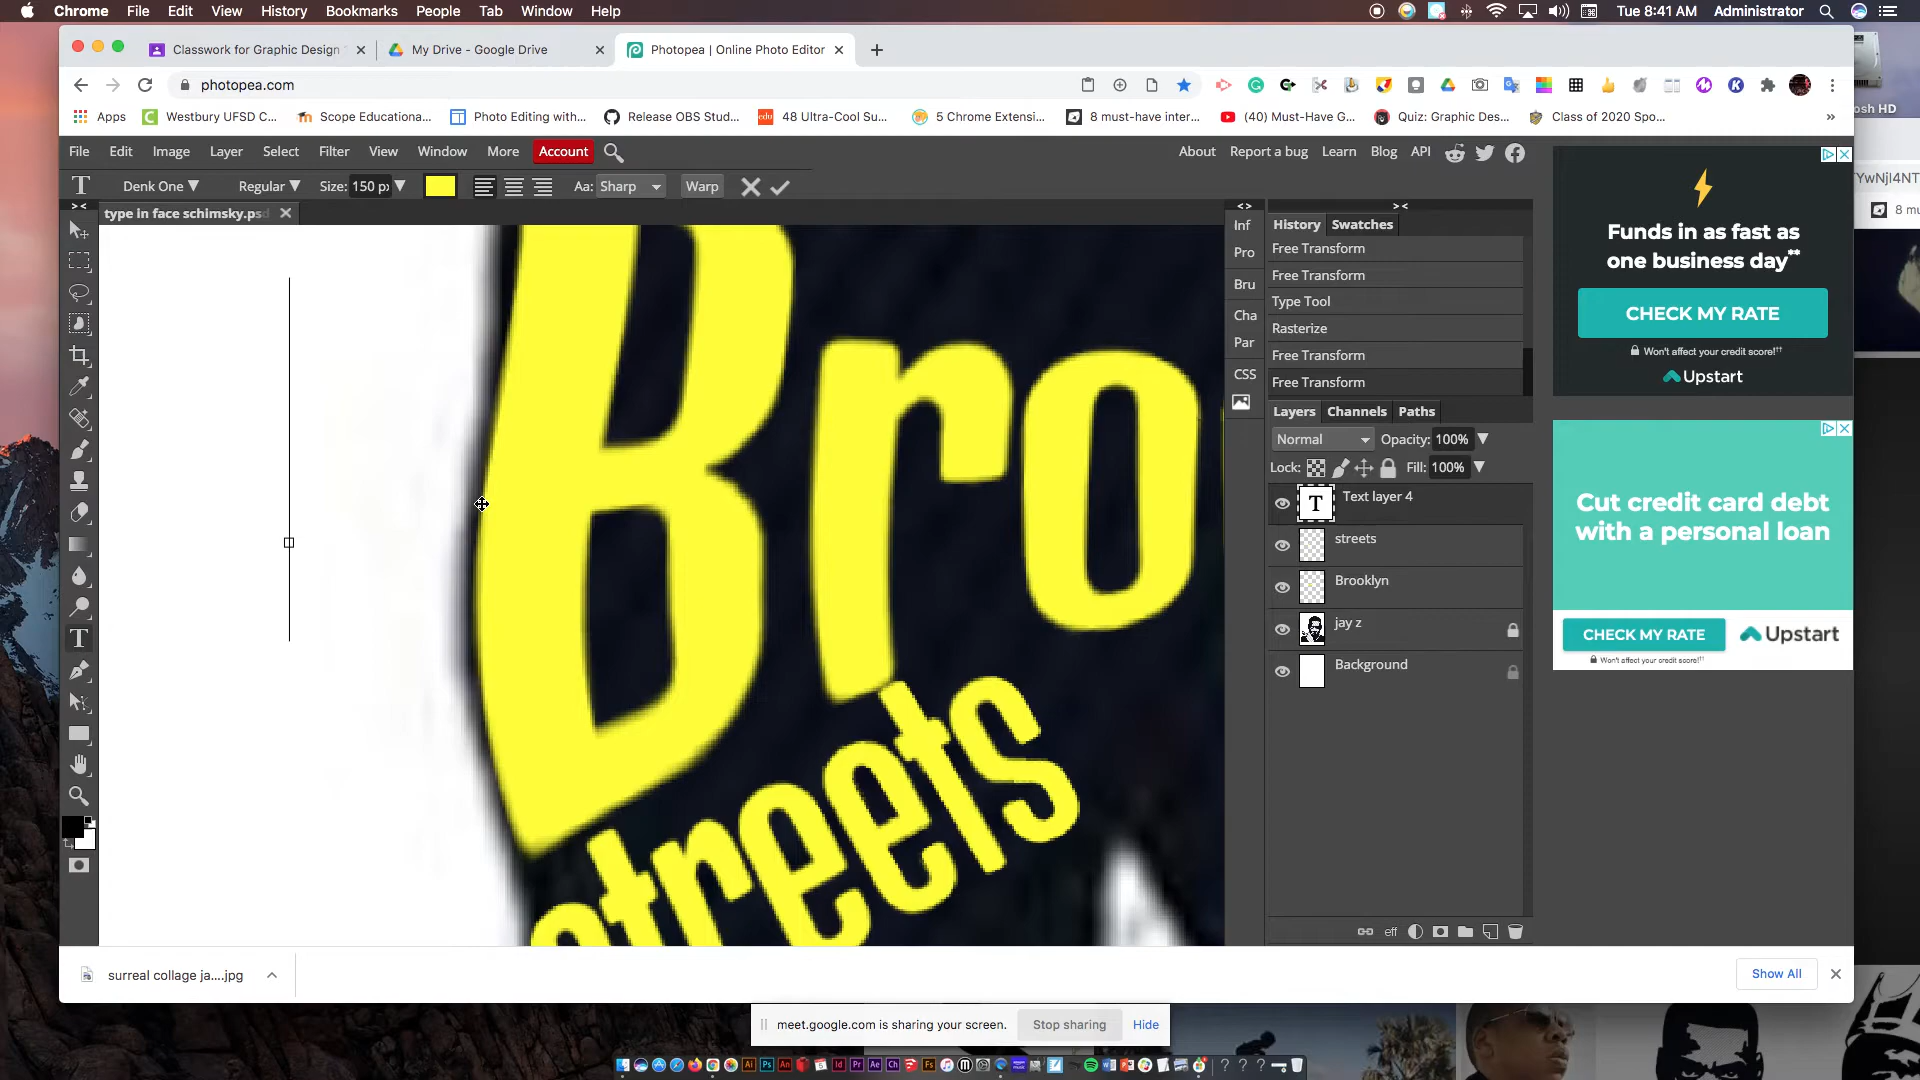 Chrome File Edit View History Bookmarks People Tab Window Help
Tue 8:41 AM Administrator
Classwork for Graphic Design
My Drive - Google Drive
Photopea | Online Photo Editor
photopea.com
Apps
Westbury UFSD C...
Scope Educationa...
Photo Editing with...
Release OBS Stud...
48 Ultra-Cool Su...
5 Chrome Extensi...
8 must-have inter...
(40) Must-Have G...
Quiz: Graphic Des...
Class of 2020 Spo...
osh HD
File Edit Image Layer Select Filter View Window More Account
About Report a bug Learn Blog API
Denk One Regular Size: 150 px Aa: Sharp Warp
type in face schimsky.psd
YwNjI4NT
8 mu
Inf
Pro
Bru
Cha
Par
CSS
History Swatches
Free Transform
Free Transform
Type Tool
Rasterize
Free Transform
Free Transform
Layers Channels Paths
Normal Opacity: 100%
Lock: Fill: 100%
T Text layer 4
streets
Brooklyn
jay z
Background
eff
Bro
streets
Funds in as fast as
one business day**
CHECK MY RATE
Won't affect your credit score!††
Upstart
Cut credit card debt
with a personal loan
CHECK MY RATE
Upstart
Won't affect your credit score!††
surreal collage ja....jpg
Show All
meet.google.com is sharing your screen. Stop sharing Hide